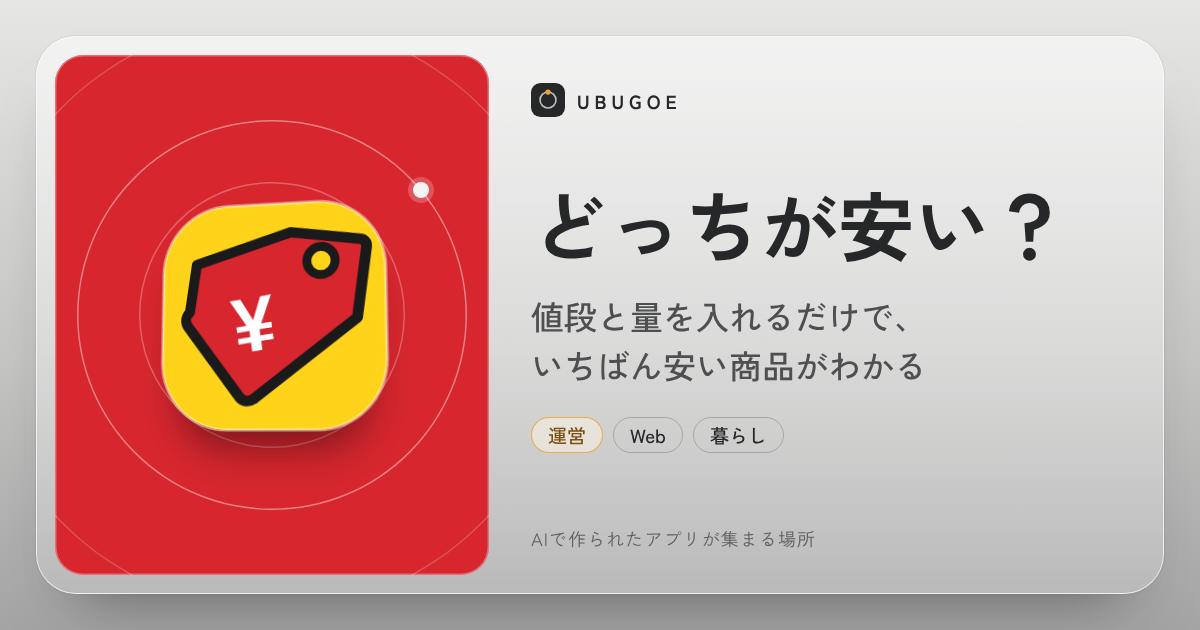 ¥
UBUGOE
どっちが安い？
値段と量を入れるだけで、
いちばん安い商品がわかる
運営 Web 暮らし
AIで作られたアプリが集まる場所